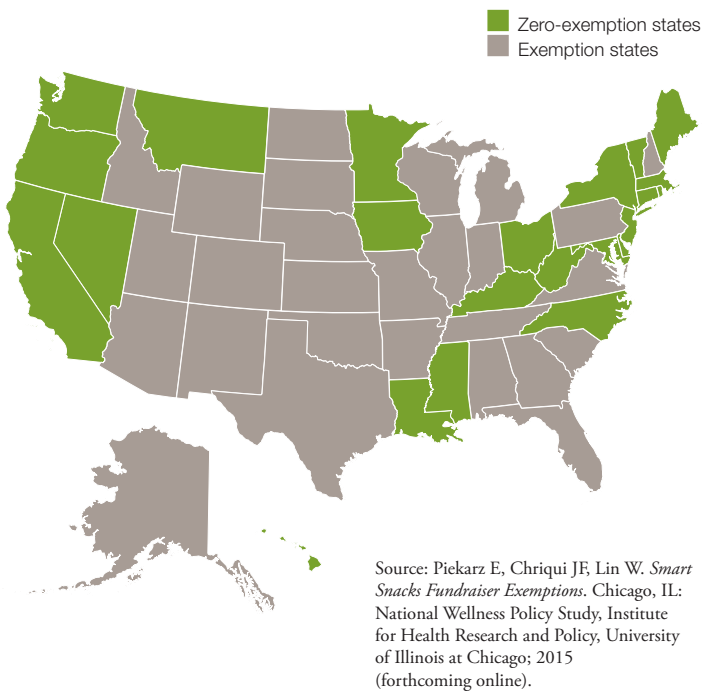 Zero-exemption states
Exemption states
Source: Piekarz E, Chriqui JF, Lin W. Smart
Snacks Fundraiser Exemptions. Chicago, IL:
National Wellness Policy Study, Institute
for Health Research and Policy, University
of Illinois at Chicago; 2015
(forthcoming online).